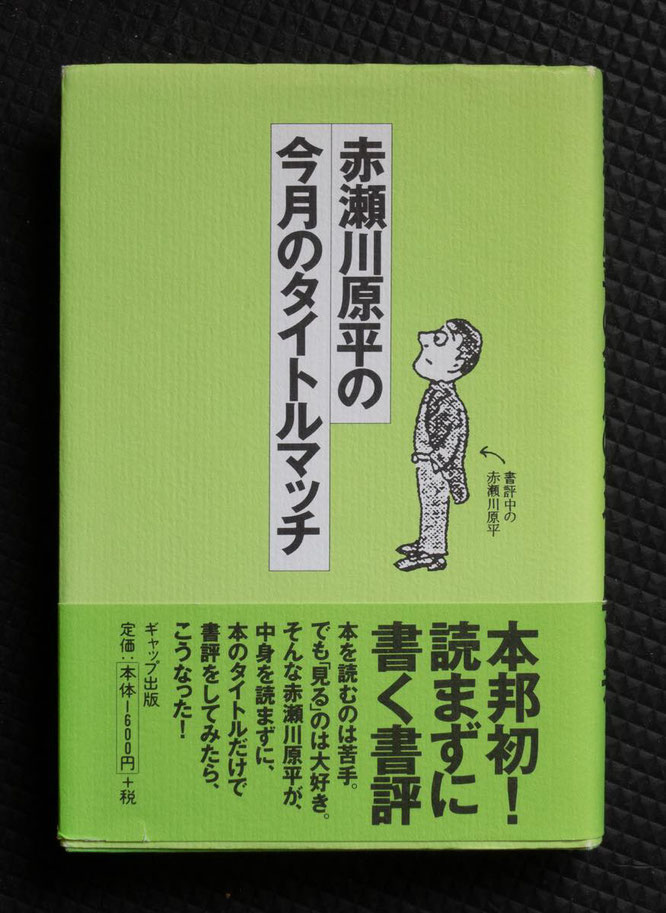 赤瀬川原平の
今月のタイトルマッチ
書評中の
赤瀬川原平
本邦初！
読まずに
書く書評
本を読むのは苦手。
でも「見る」のは大好き。
そんな赤瀬川原平が、
中身を読まずに、
本のタイトルだけで
書評をしてみたら、
こうなった！
ギャップ出版
定価：本体1600円＋税